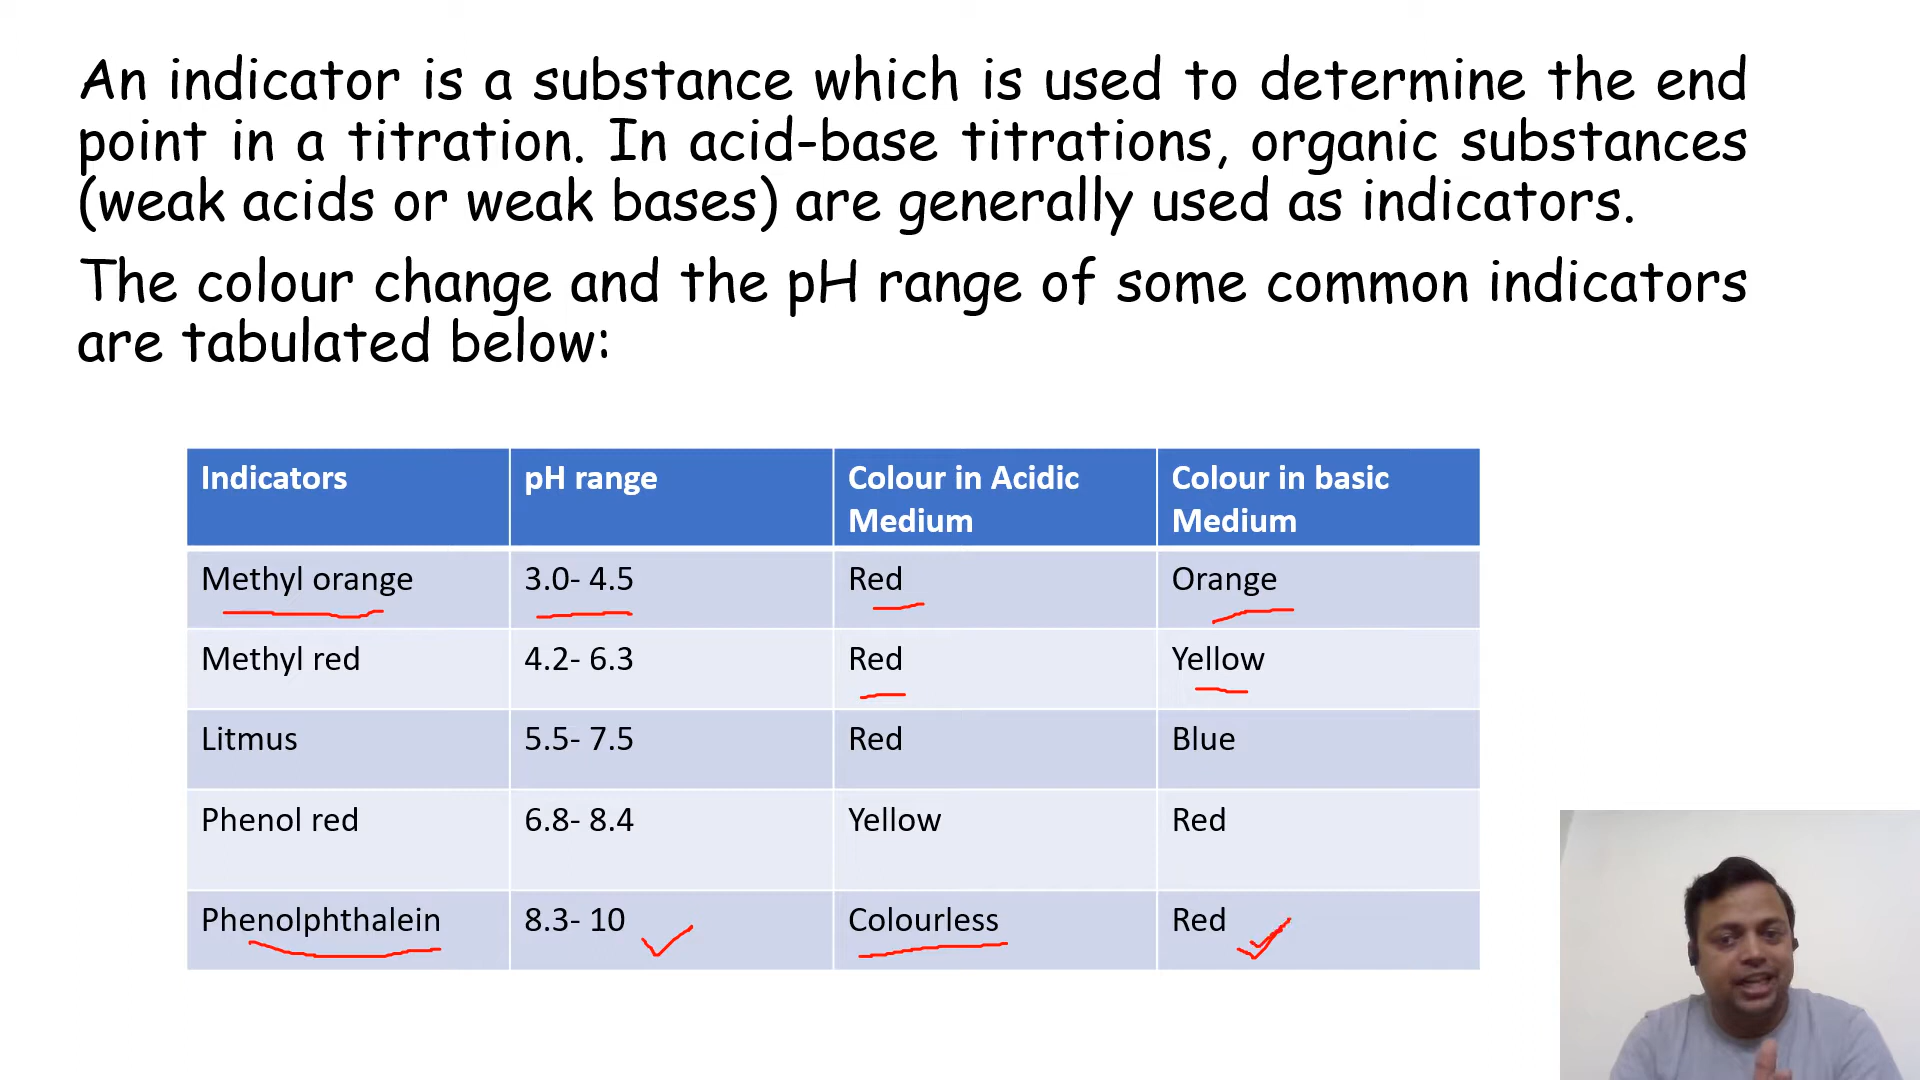 An indicator is a substance which is used to determine the end
point in a titration. In acid-base titrations, organic substances
(weak acids or weak bases) are generally used as indicators.
The colour change and the pH range of some common indicators
are tabulated below:
Indicators pH range Colour in Acidic Medium Colour in basic Medium
Methyl orange 3.0- 4.5 Red Orange
Methyl red 4.2- 6.3 Red Yellow
Litmus 5.5- 7.5 Red Blue
Phenol red 6.8- 8.4 Yellow Red
Phenolphthalein 8.3- 10 Colourless Red